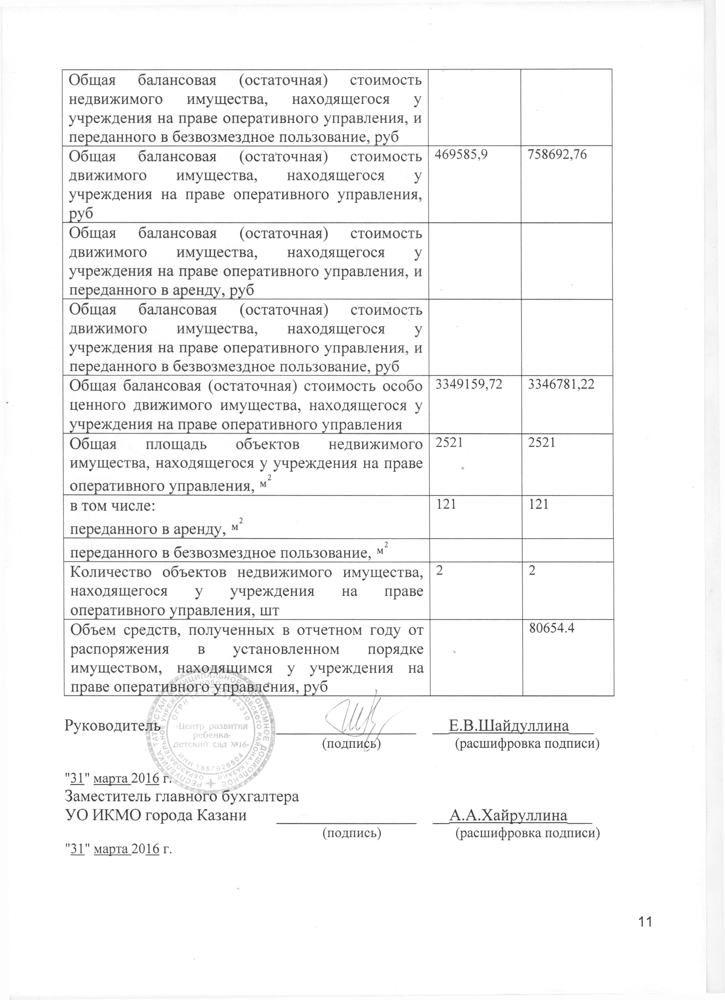 Общая балансовая (остаточная) стоимость
недвижимого имущества, находящегося у
учреждения на праве оперативного управления, и
переданного в безвозмездное пользование, руб
Общая балансовая (остаточная) стоимость 469585,9 758692,76
движимого имущества, находящегося у
учреждения на праве оперативного управления,
руб
Общая балансовая (остаточная) стоимость
движимого имущества, находящегося у
учреждения на праве оперативного управления, и
переданного в аренду, руб
Общая балансовая (остаточная) стоимость
движимого имущества, находящегося у
учреждения на праве оперативного управления, и
переданного в безвозмездное пользование, руб
Общая балансовая (остаточная) стоимость особо 3349159,72 3346781,22
ценного движимого имущества, находящегося у
учреждения на праве оперативного управления
Общая площадь объектов недвижимого 2521 2521
имущества, находящегося у учреждения на праве
оперативного управления, м²
в том числе: 121 121
переданного в аренду, м²
переданного в безвозмездное пользование, м²
Количество объектов недвижимого имущества, 2 2
находящегося у учреждения на праве
оперативного управления, шт
Объем средств, полученных в отчетном году от 80654.4
распоряжения в установленном порядке
имуществом, находящимся у учреждения на
праве оперативного управления, руб
РЕСПУБЛИКА ТАТАРСТАН МУНИЦИПАЛЬНОЕ АВТОНОМНОЕ ДОШКОЛЬНОЕ
ОБРАЗОВАТЕЛЬНОЕ УЧРЕЖДЕНИЕ НОВО-САВИНОВСКОГО РАЙОНА г.КАЗАНИ
ОГРН
«Центр развития
ребенка-
детский сад №16»
ИНН 1657026504
Руководитель Е.В.Шайдуллина
(подпись) (расшифровка подписи)
"31" марта 2016 г.
Заместитель главного бухгалтера
УО ИКМО города Казани А.А.Хайруллина
(подпись) (расшифровка подписи)
"31" марта 2016 г.
11